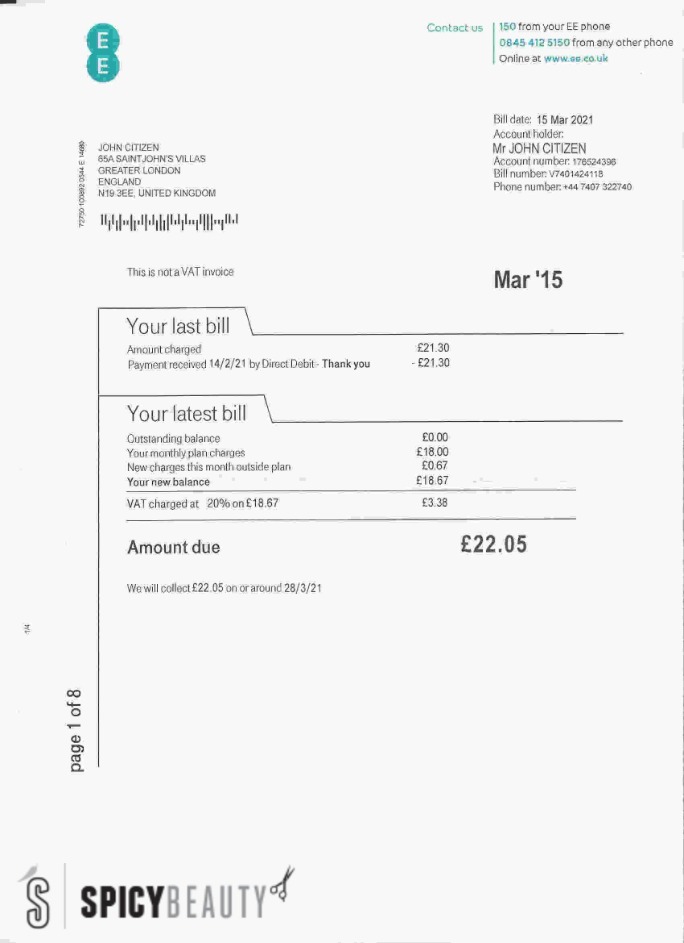 E
E
Contact us
150 from your EE phone
0845 412 5150 from any other phone
Online at www.ee.co.uk
Bill date: 15 Mar 2021
Account holder:
Mr JOHN CITIZEN
Account number: 176524396
Bill number: V7401424118
Phone number: +44 7407 322740
JOHN CITIZEN
65A SAINTJOHN'S VILLAS
GREATER LONDON
ENGLAND
N19 3EE, UNITED KINGDOM
This is not a VAT invoice
Mar '15
Your last bill
Amount charged £21.30
Payment received 14/2/21 by Direct Debit - Thank you - £21.30
Your latest bill
Outstanding balance £0.00
Your monthly plan charges £18.00
New charges this month outside plan £0.67
Your new balance £18.67
VAT charged at 20% on £18.67 £3.38
Amount due £22.05
We will collect £22.05 on or around 28/3/21
1/4
page 1 of 8
S
SPICYBEAUTY